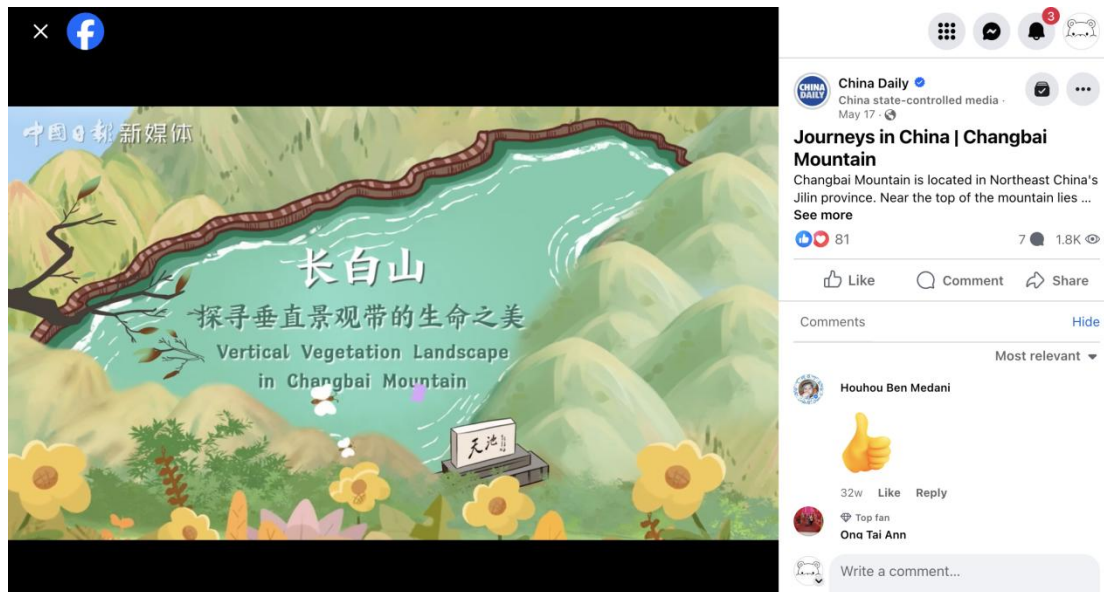 中国日报新媒体
长白山
探寻垂直景观带的生命之美
Vertical Vegetation Landscape
in Changbai Mountain
天池
3
CHINA DAILY
China Daily
China state-controlled media ·
May 17 ·
Journeys in China | Changbai
Mountain
Changbai Mountain is located in Northeast China's
Jilin province. Near the top of the mountain lies ...
See more
81
7
1.8K
Like
Comment
Share
Comments
Hide
Most relevant
Houhou Ben Medani
32w Like Reply
Top fan
Ong Tai Ann
Write a comment...